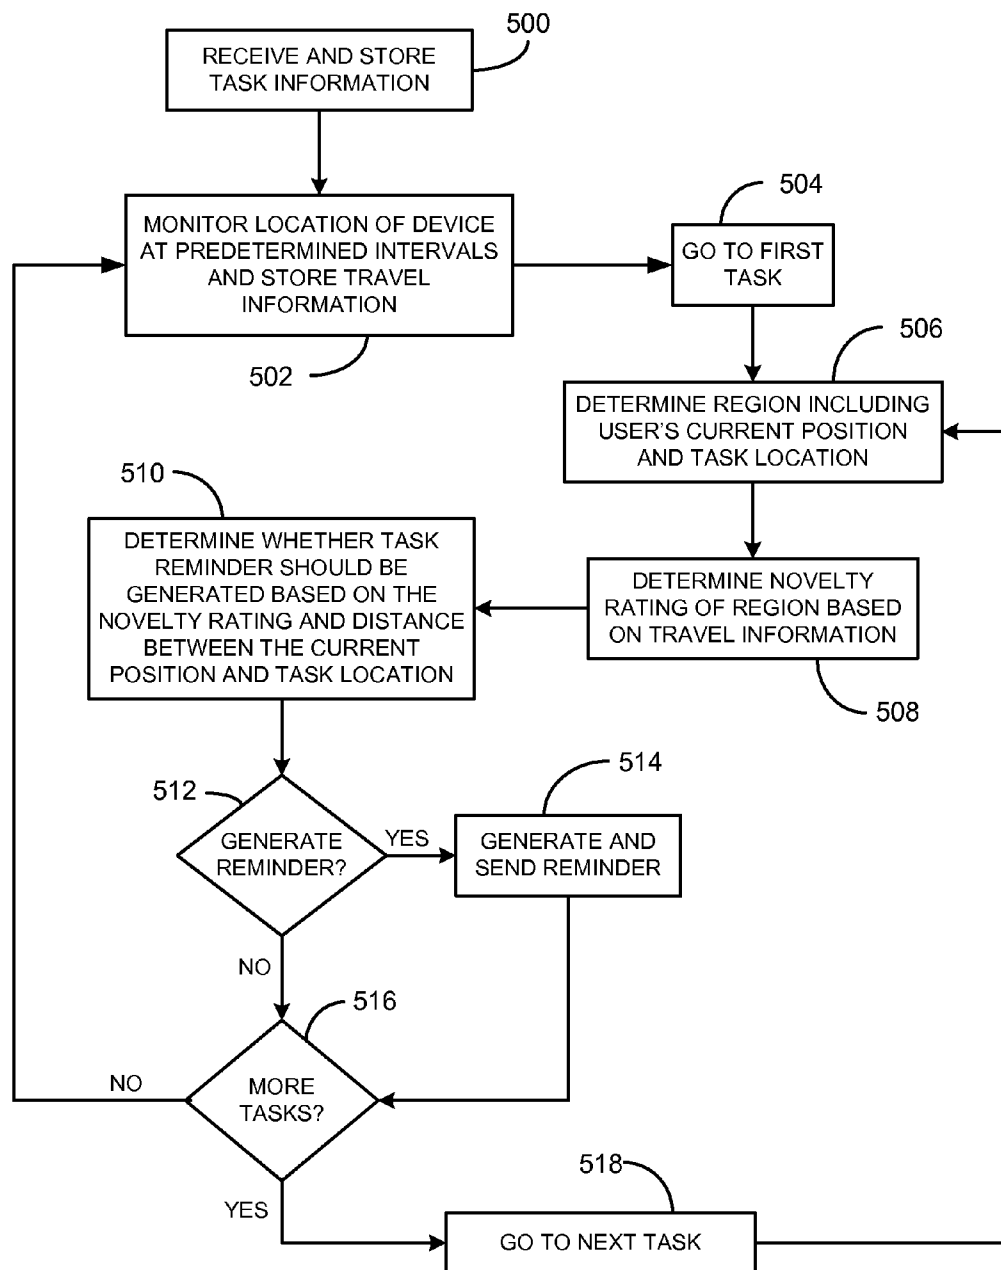 500
RECEIVE AND STORE
TASK INFORMATION
504
MONITOR LOCATION OF DEVICE
AT PREDETERMINED INTERVALS
AND STORE TRAVEL
INFORMATION
502
GO TO FIRST
TASK
506
DETERMINE REGION INCLUDING
USER'S CURRENT POSITION
AND TASK LOCATION
510
DETERMINE WHETHER TASK
REMINDER SHOULD BE
GENERATED BASED ON THE
NOVELTY RATING AND DISTANCE
BETWEEN THE CURRENT
POSITION AND TASK LOCATION
DETERMINE NOVELTY
RATING OF REGION BASED
ON TRAVEL INFORMATION
508
512
GENERATE
REMINDER?
YES
514
GENERATE AND
SEND REMINDER
NO
516
NO
MORE
TASKS?
YES
518
GO TO NEXT TASK